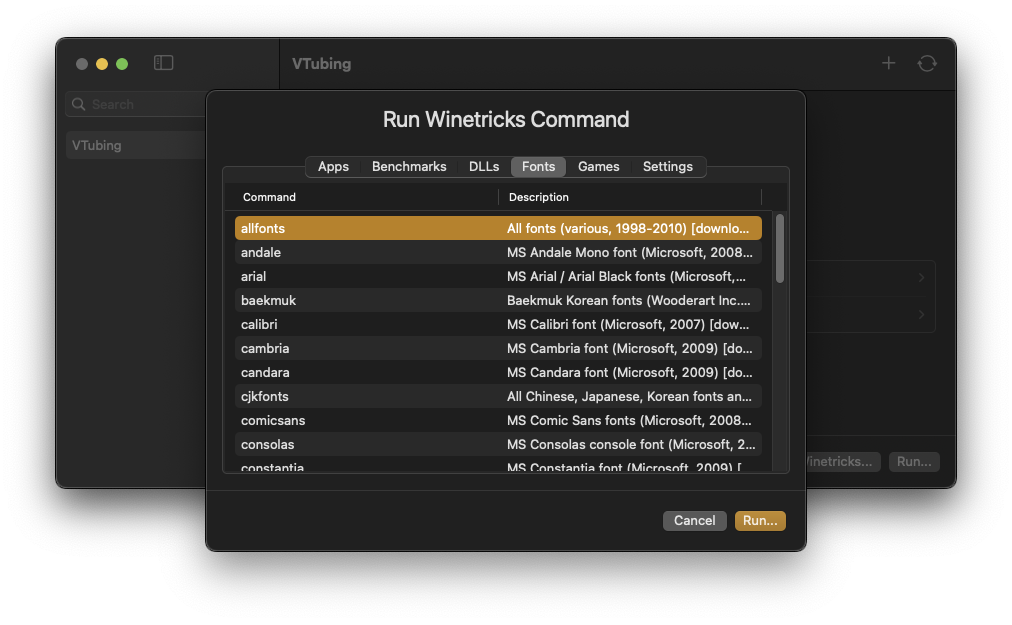 VTubing
Search
VTubing
Run Winetricks Command
Apps Benchmarks DLLs Fonts Games Settings
Command Description
allfonts All fonts (various, 1998-2010) [downlo...
andale MS Andale Mono font (Microsoft, 2008...
arial MS Arial / Arial Black fonts (Microsoft,...
baekmuk Baekmuk Korean fonts (Wooderart Inc....
calibri MS Calibri font (Microsoft, 2007) [dow...
cambria MS Cambria font (Microsoft, 2009) [do...
candara MS Candara font (Microsoft, 2009) [do...
cjkfonts All Chinese, Japanese, Korean fonts an...
comicsans MS Comic Sans fonts (Microsoft, 2008...
consolas MS Consolas console font (Microsoft, 2...
constantia MS Constantia font (Microsoft, 2009) [
inetricks... Run...
Cancel Run...